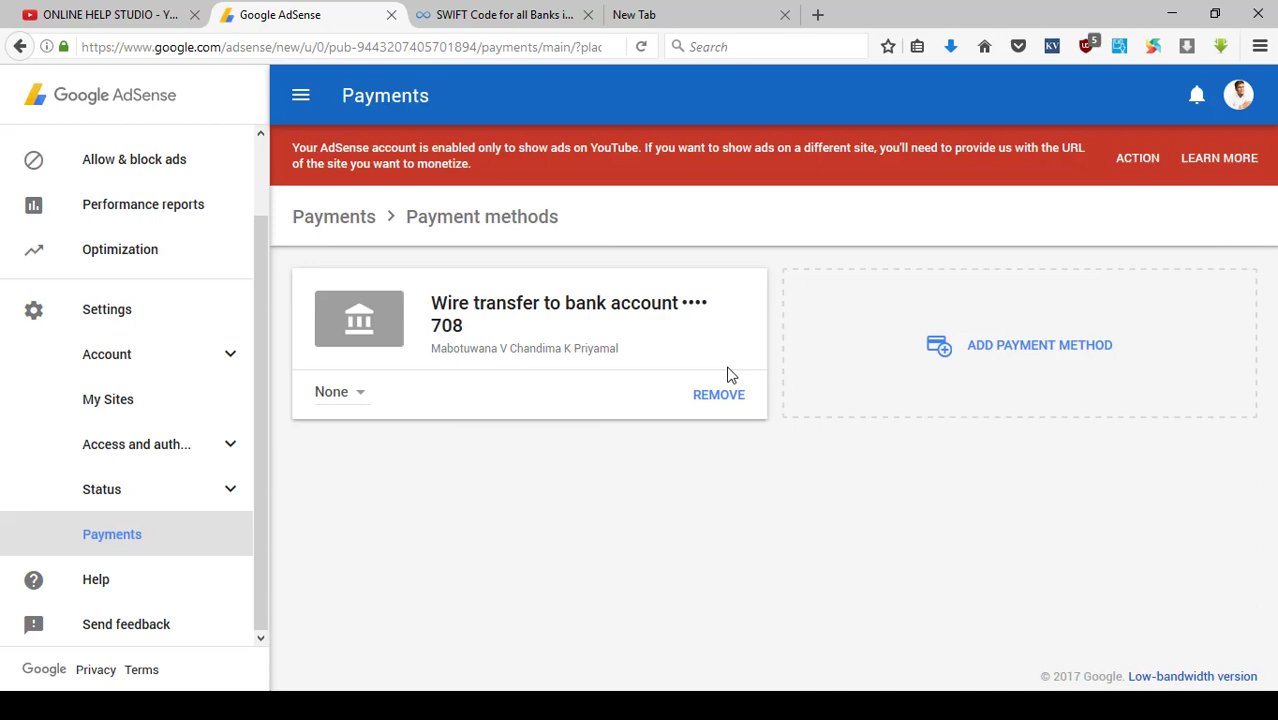 ONLINE HELP STUDIO - Y...
Google AdSense
SWIFT Code for all Banks i...
New Tab
https://www.google.com/adsense/new/u/0/pub-9443207405701894/payments/main/?plac
Search
KV
5
Google AdSense
Payments
Allow & block ads
Performance reports
Optimization
Settings
Account
My Sites
Access and auth...
Status
Payments
Help
Send feedback
Google Privacy Terms
Your AdSense account is enabled only to show ads on YouTube. If you want to show ads on a different site, you'll need to provide us with the URL
of the site you want to monetize.
ACTION
LEARN MORE
Payments > Payment methods
Wire transfer to bank account ••••
708
Mabotuwana V Chandima K Priyamal
None
REMOVE
ADD PAYMENT METHOD
© 2017 Google. Low-bandwidth version